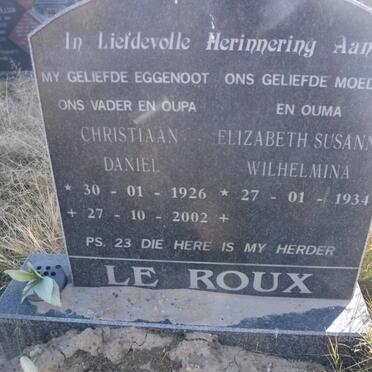 In Liefdevolle Herinnering Aan
MY GELIEFDE EGGENOOT
ONS VADER EN OUPA
CHRISTIAAN
DANIEL
* 30 - 01 - 1926
+ 27 - 10 - 2002
ONS GELIEFDE MOED
EN OUMA
ELIZABETH SUSANN
WILHELMINA
* 27 - 01 - 1934
+
PS. 23 DIE HERE IS MY HERDER
LE ROUX